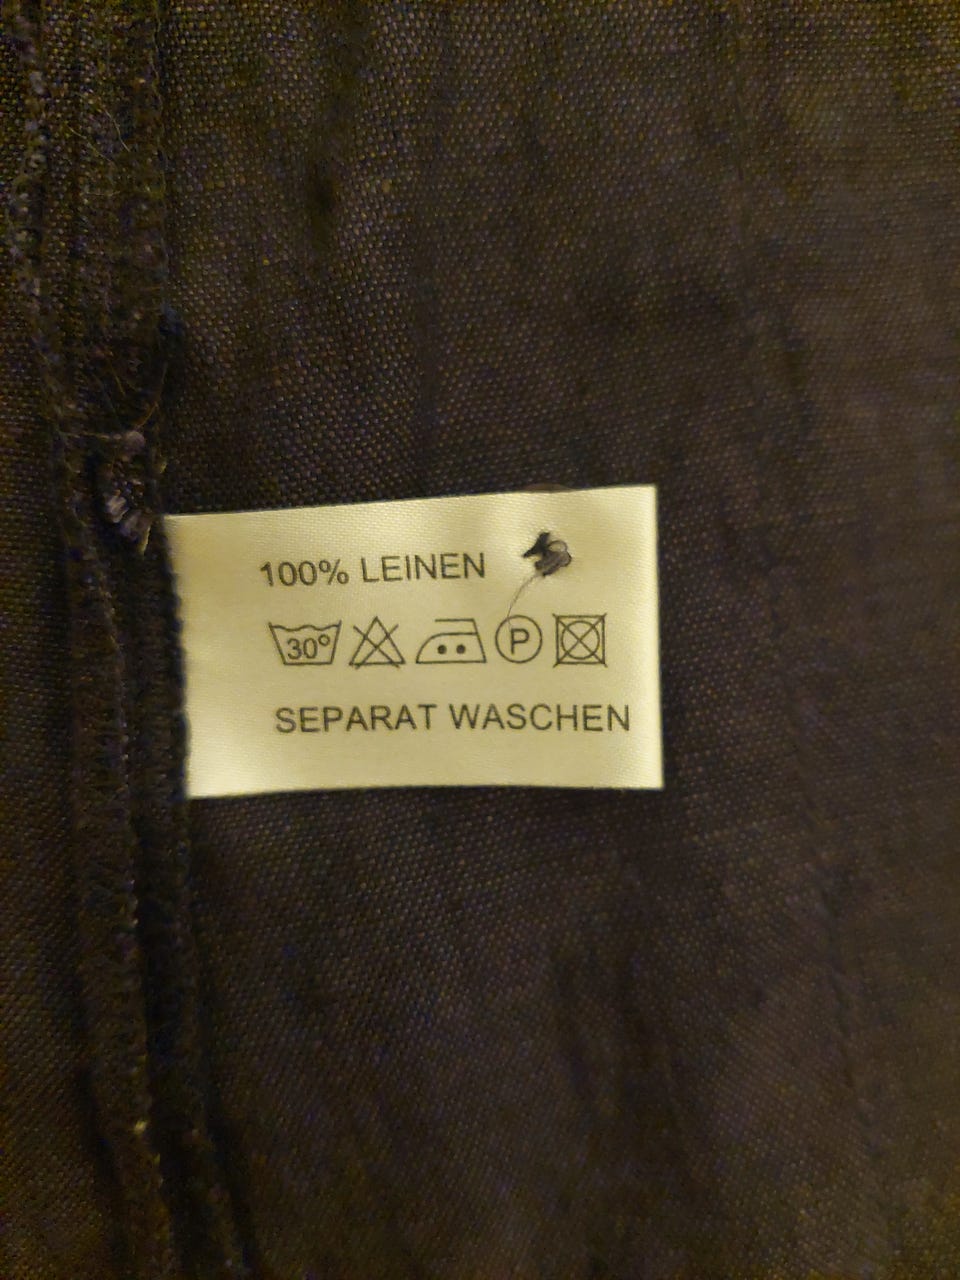 100% LEINEN
30° P
SEPARAT WASCHEN